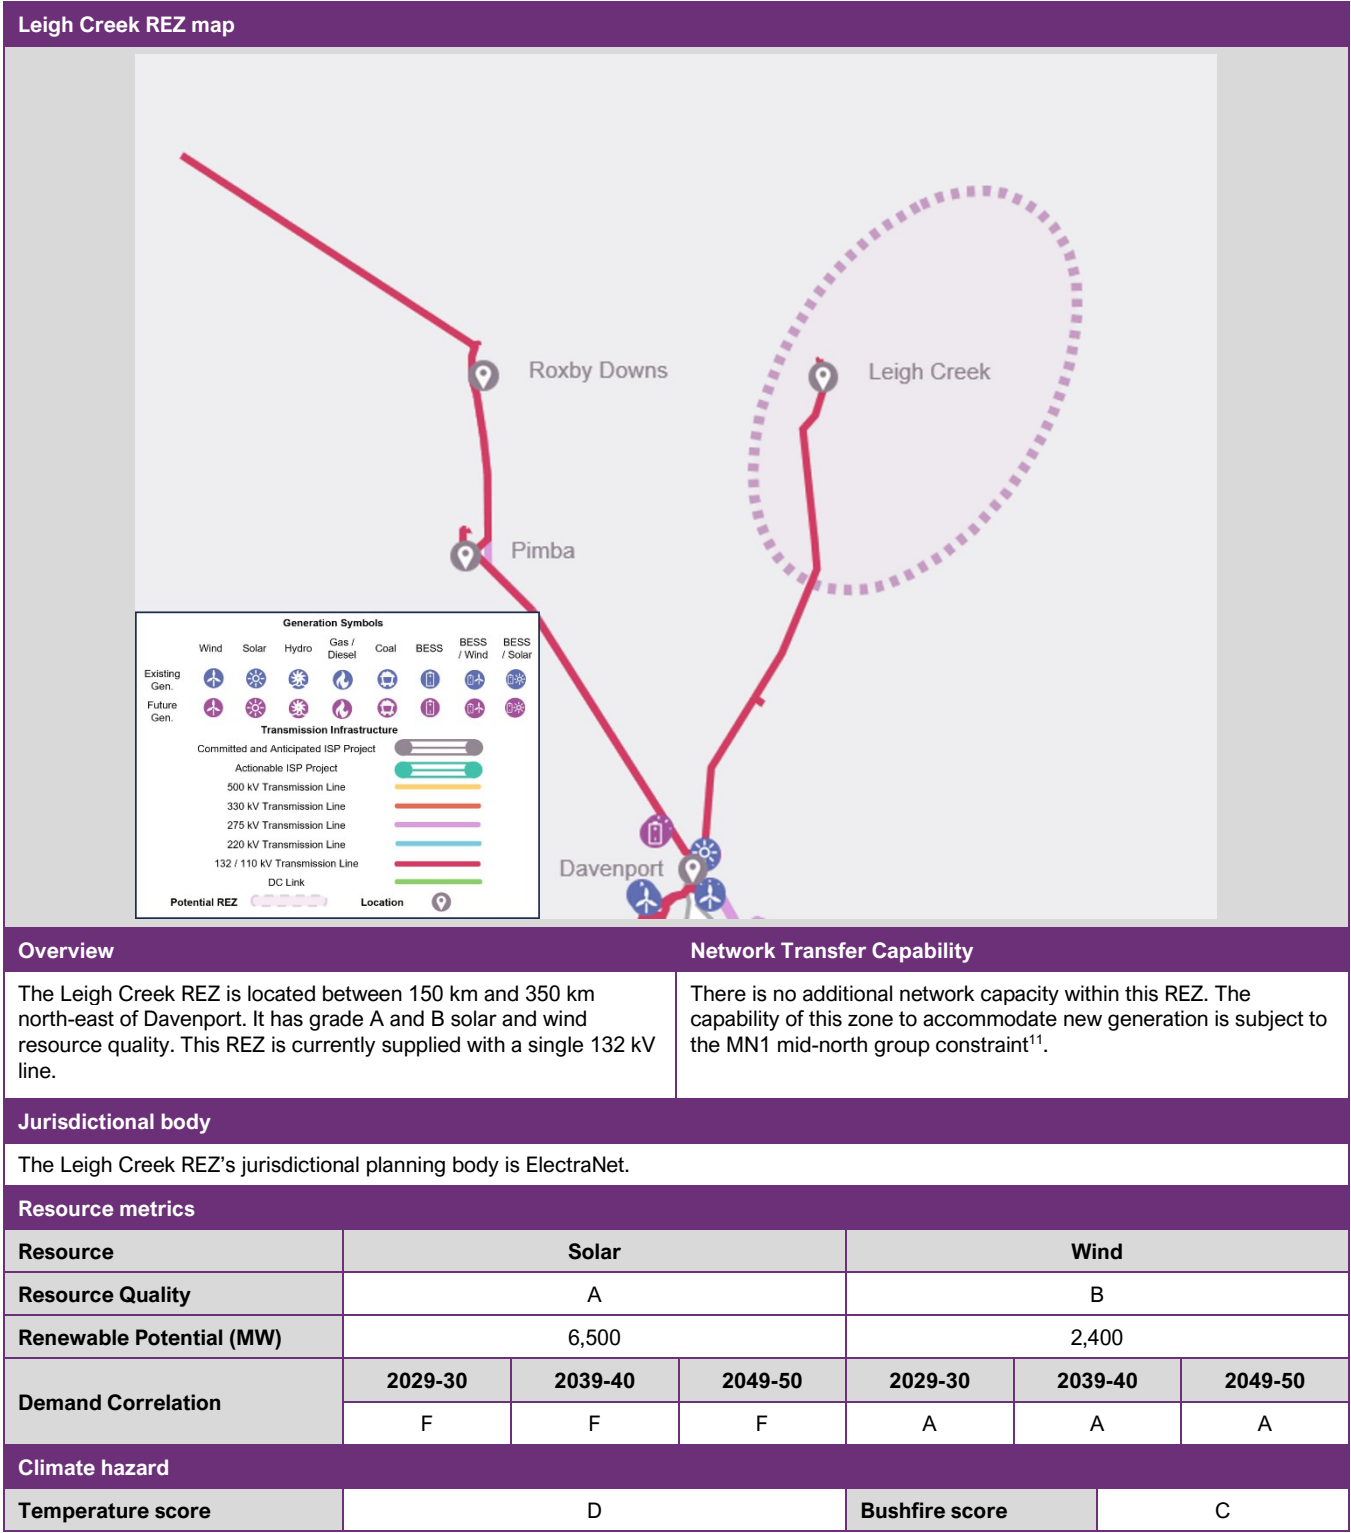 Leigh Creek REZ map
Roxby Downs
Leigh Creek
Pimba
Davenport
Generation Symbols
Wind Solar Hydro Gas / Diesel Coal BESS BESS / Wind BESS / Solar
Existing Gen.
Future Gen.
Transmission Infrastructure
Committed and Anticipated ISP Project
Actionable ISP Project
500 kV Transmission Line
330 kV Transmission Line
275 kV Transmission Line
220 kV Transmission Line
132 / 110 kV Transmission Line
DC Link
Potential REZ Location
Overview
The Leigh Creek REZ is located between 150 km and 350 km
north-east of Davenport. It has grade A and B solar and wind
resource quality. This REZ is currently supplied with a single 132 kV
line.
Network Transfer Capability
There is no additional network capacity within this REZ. The
capability of this zone to accommodate new generation is subject to
the MN1 mid-north group constraint¹¹.
Jurisdictional body
The Leigh Creek REZ's jurisdictional planning body is ElectraNet.
Resource metrics
Resource Solar Wind
Resource Quality A B
Renewable Potential (MW) 6,500 2,400
Demand Correlation 2029-30 2039-40 2049-50 2029-30 2039-40 2049-50
F F F A A A
Climate hazard
Temperature score D Bushfire score C